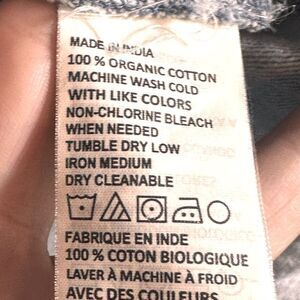 MADE IN INDIA
100 % ORGANIC COTTON
MACHINE WASH COLD
WITH LIKE COLORS
NON-CHLORINE BLEACH
WHEN NEEDED
TUMBLE DRY LOW
IRON MEDIUM
DRY CLEANABLE
FABRIQUE EN INDE
100 % COTON BIOLOGIQUE
LAVER À MACHINE À FROID
AVEC DES COULEURS